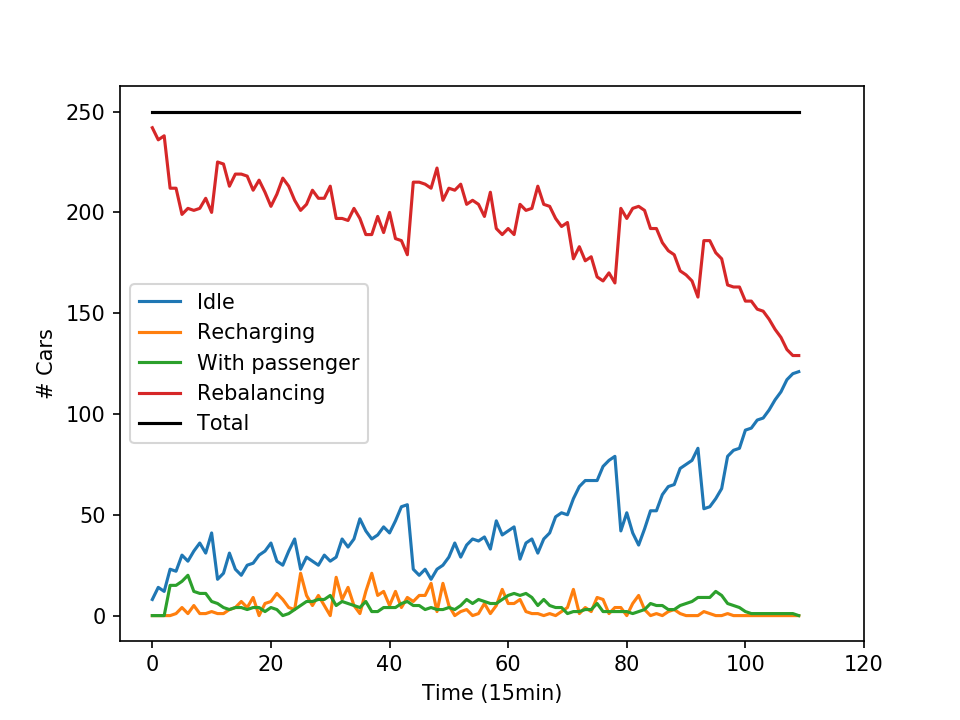 250
200
150
100
50
0
# Cars
Idle
Recharging
With passenger
Rebalancing
Total
0 20 40 60 80 100 120
Time (15min)